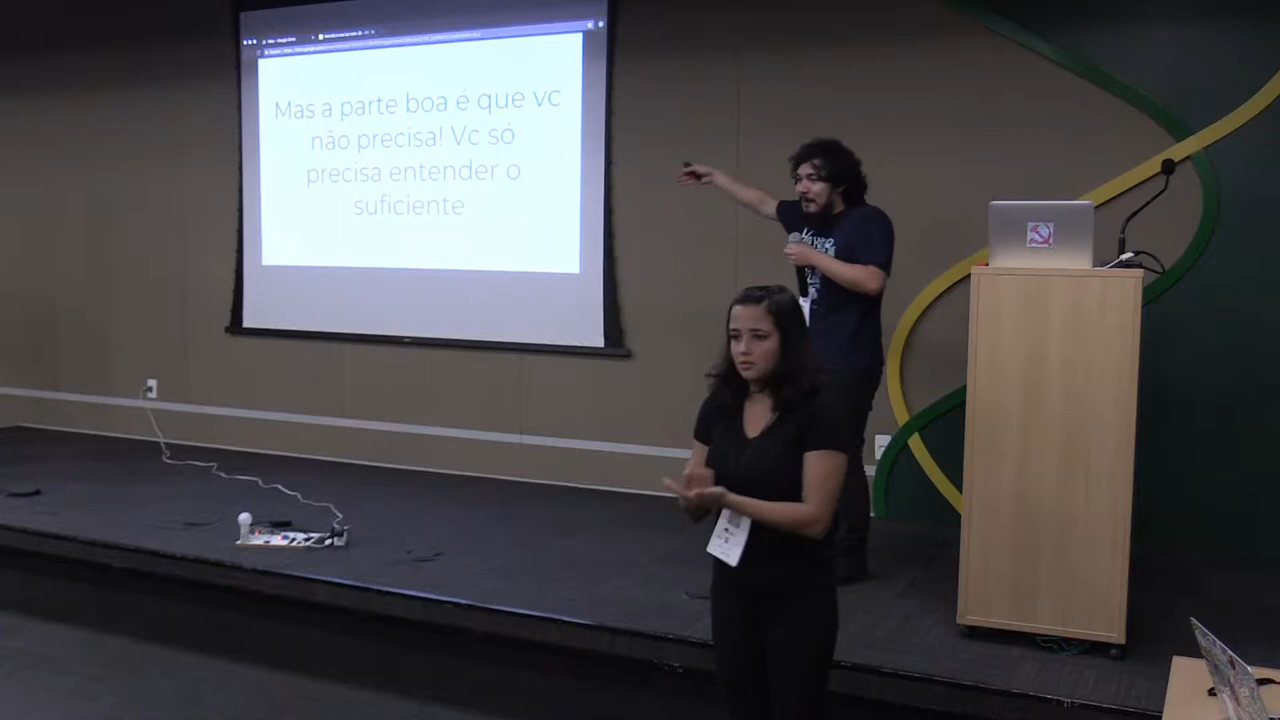 Mas a parte boa é que vc
não precisa! Vc só
precisa entender o
suficiente